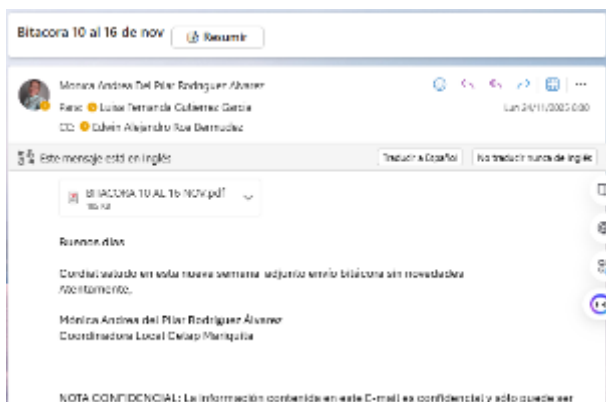 Bitacora 10 al 16 de nov
Resumir
Monica Andrea Del Pilar Rodriguez Alvarez
Para: Luisa Fernanda Gutierrez Garcia
CC: Edwin Alejandro Roa Bermudez
Lun 24/11/2025
Este mensaje está en inglés
Traducir a Español
No traducir nunca de inglés
BITACORA 10 AL 16 NOV.pdf
Buenos dias
Cordial saludo en esta nueva semana adjunto envio bitácora sin novedades
Atentamente,
Mónica Andrea del Pilar Rodríguez Álvarez
Coordinadora Local Cetap Mariquita
NOTA CONFIDENCIAL: La información contenida en este E-mail es confidencial y sólo puede ser